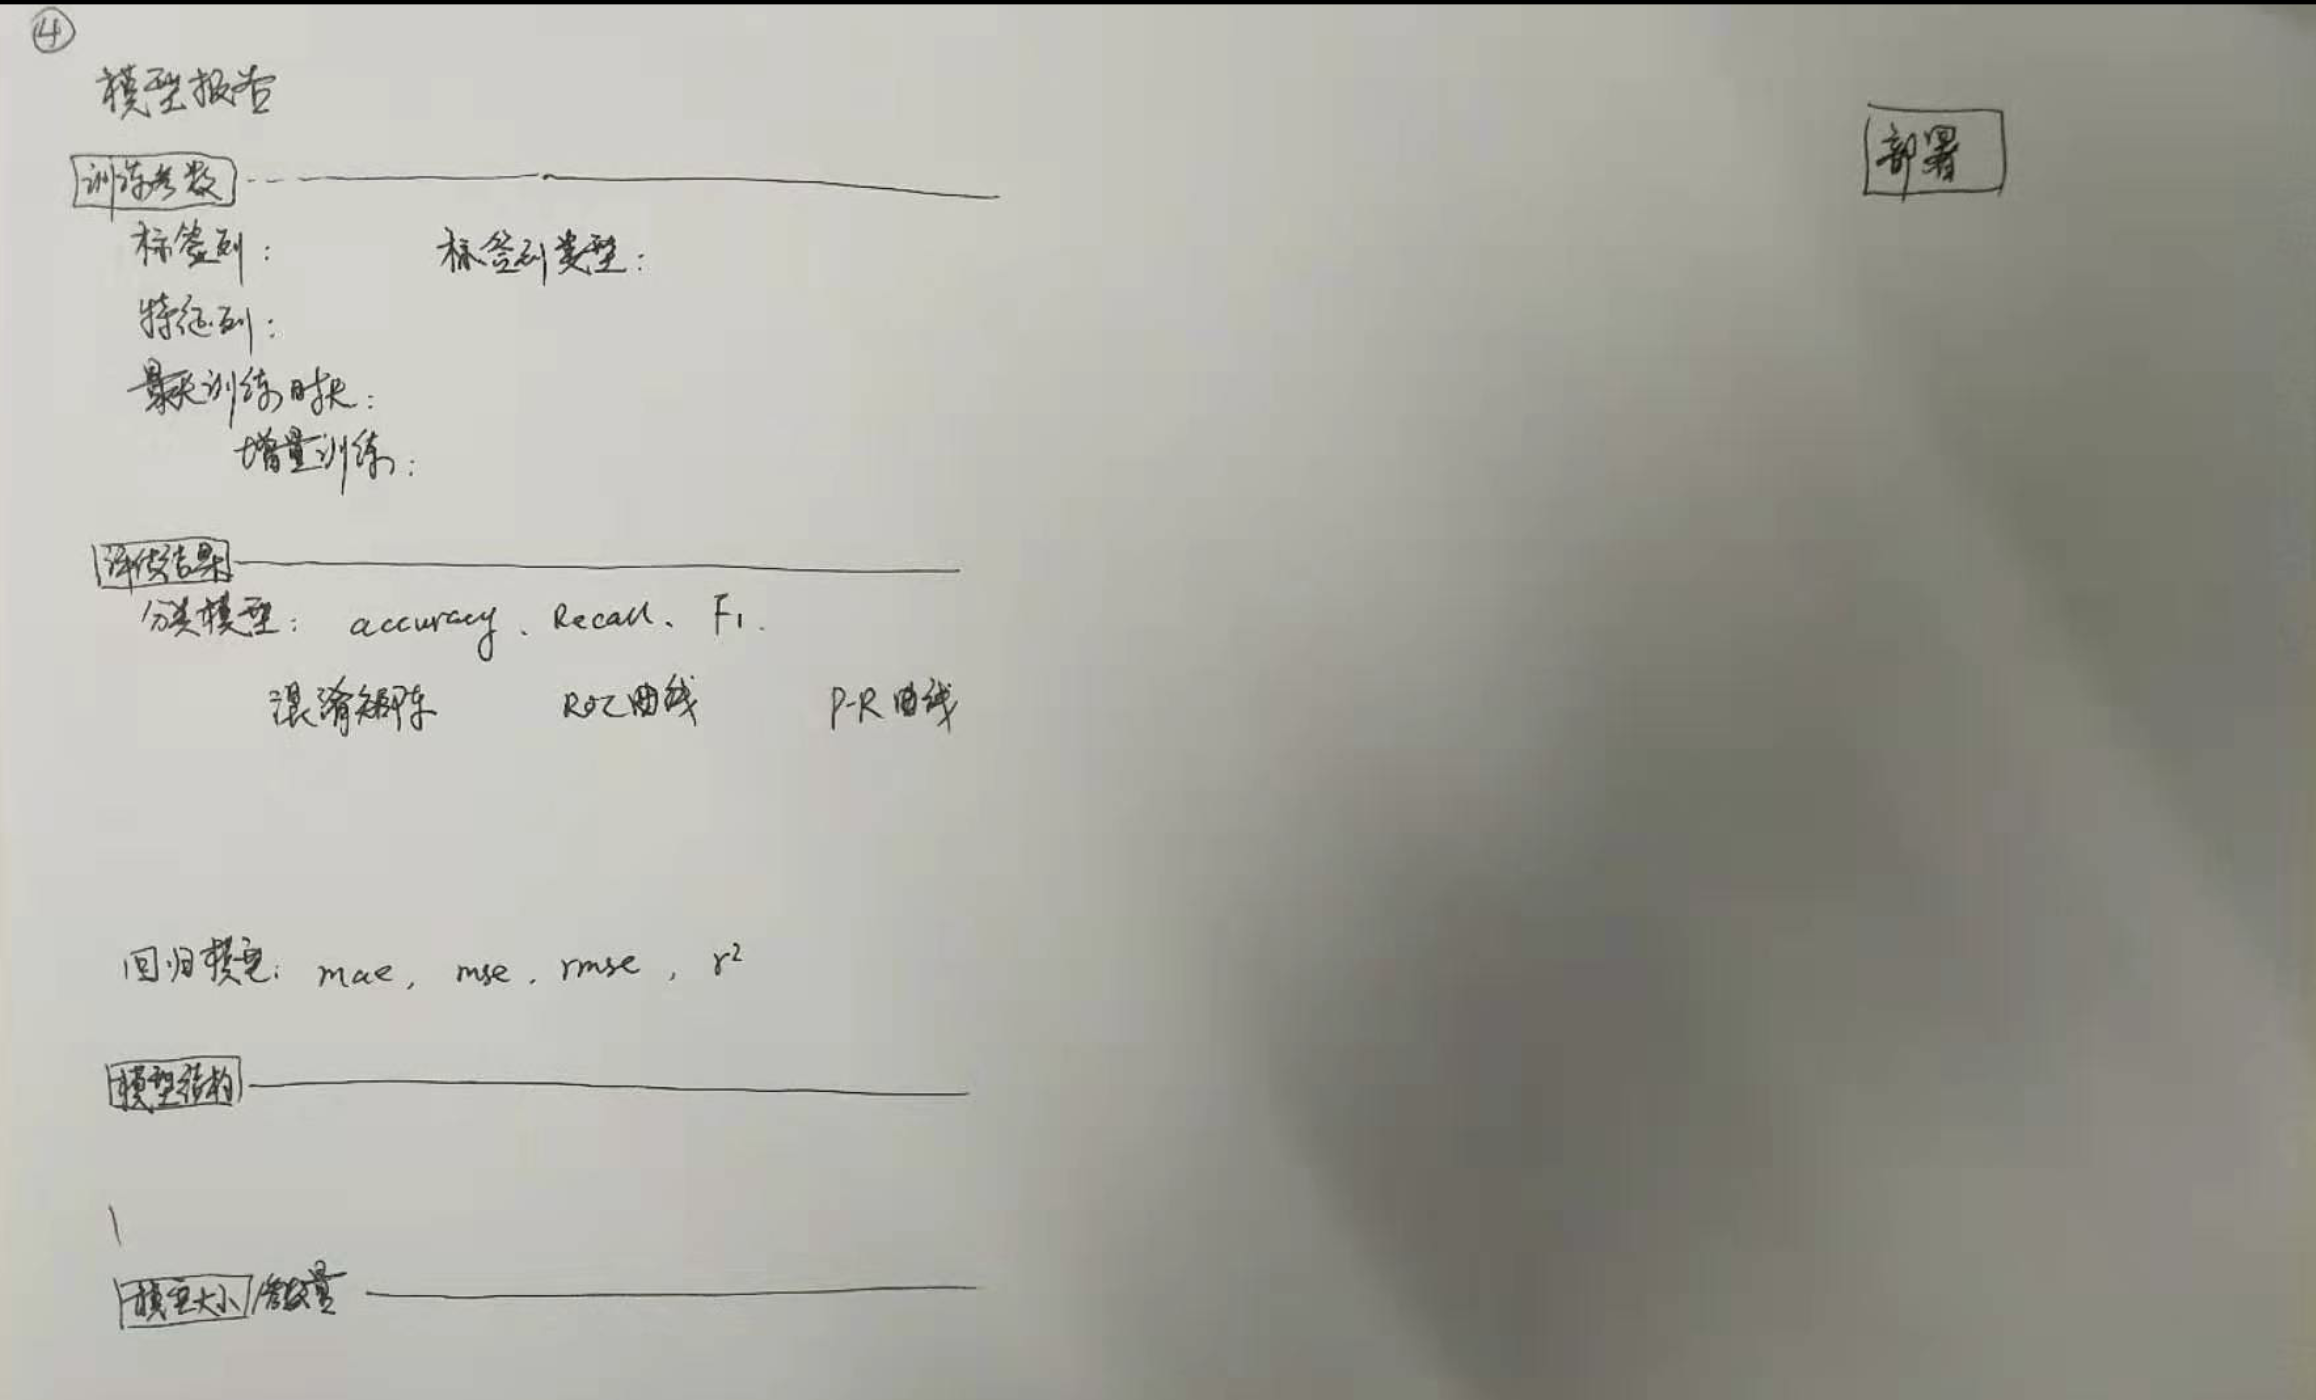 ④
模型报告
部署
训练参数
标签列： 标签列类型：
特征列：
最长训练时长：
增量训练：
评估结果
分类模型： accuracy、Recall、F1.
混淆矩阵 ROC曲线 P-R曲线
回归模型： mae, mse, rmse, r²
模型结构
模型大小/参数量